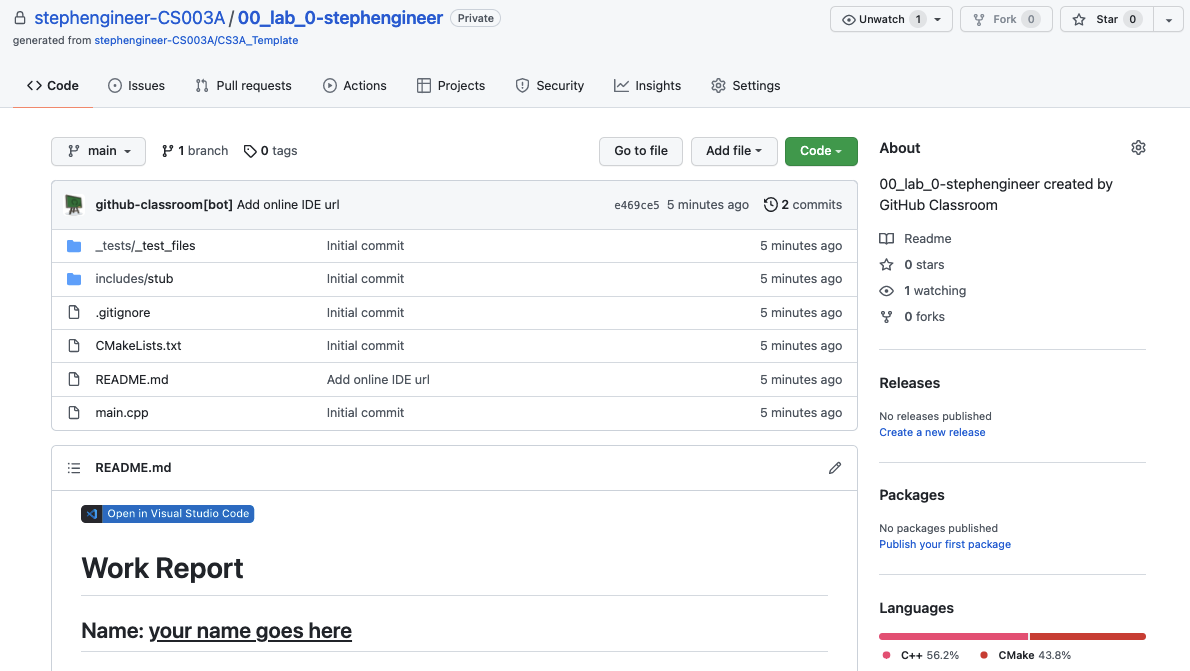 stephengineer-CS003A / 00_lab_0-stephengineer Private
Unwatch 1 Fork 0 Star 0
generated from stephengineer-CS003A/CS3A_Template
Code Issues Pull requests Actions Projects Security Insights Settings
main 1 branch 0 tags Go to file Add file Code
github-classroom[bot] Add online IDE url e469ce5 5 minutes ago 2 commits
_tests/_test_files Initial commit 5 minutes ago
includes/stub Initial commit 5 minutes ago
.gitignore Initial commit 5 minutes ago
CMakeLists.txt Initial commit 5 minutes ago
README.md Add online IDE url 5 minutes ago
main.cpp Initial commit 5 minutes ago
README.md
Open in Visual Studio Code
Work Report
Name: your name goes here
About
00_lab_0-stephengineer created by
GitHub Classroom
Readme
0 stars
1 watching
0 forks
Releases
No releases published
Create a new release
Packages
No packages published
Publish your first package
Languages
C++ 56.2% CMake 43.8%